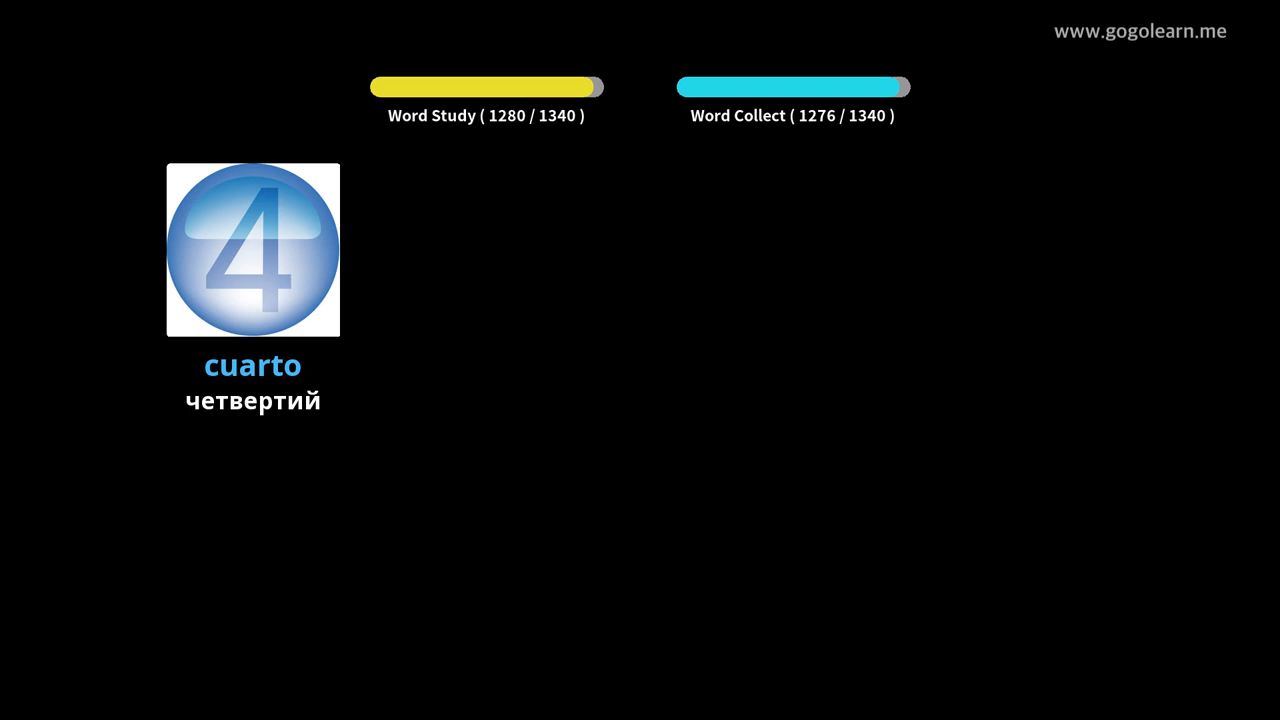 www.gogolearn.me
Word Study ( 1280 / 1340 )
Word Collect ( 1276 / 1340 )
4
cuarto
четвертий